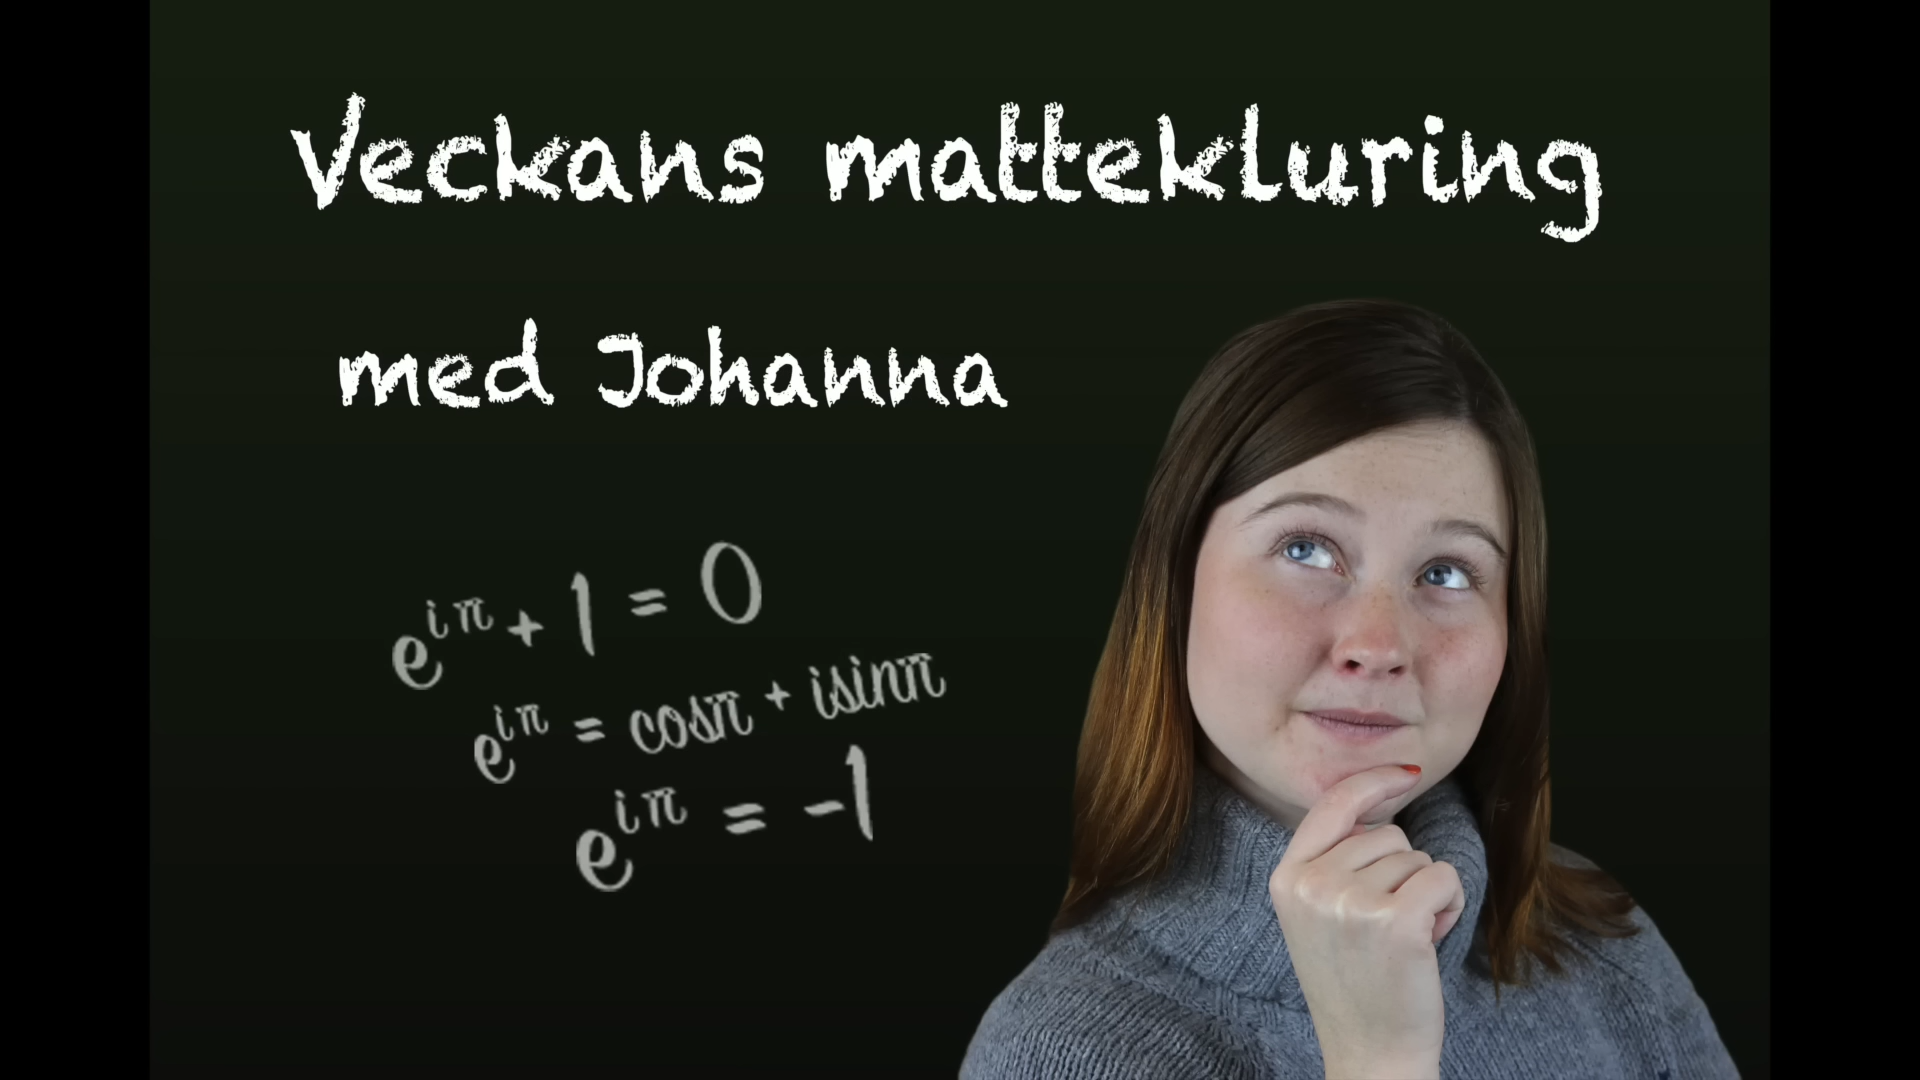 Veckans mattekluring
med Johanna
e^{iπ} + 1 = 0
e^{iπ} = cosπ + isinπ
e^{iπ} = -1